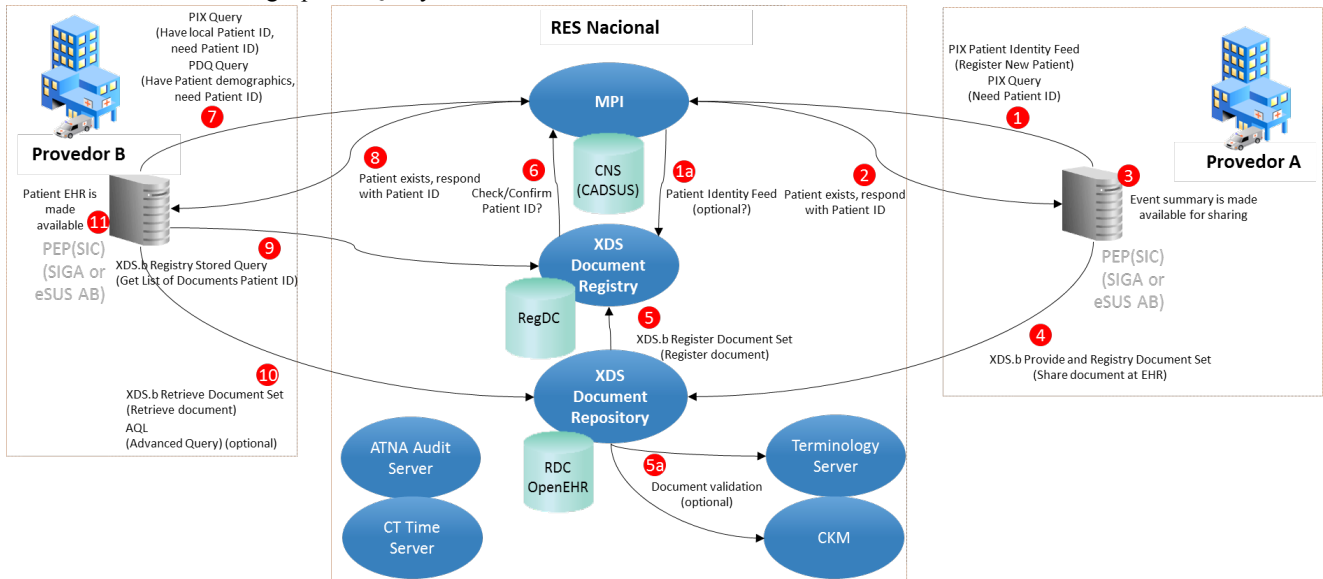 PIX Query
(Have local Patient ID,
need Patient ID)
PDQ Query
(Have Patient demographics,
need Patient ID)
7
Provedor B
Patient EHR is
made
available
11
PEP(SIC)
(SIGA or
eSUS AB)
9
XDS.b Registry Stored Query
(Get List of Documents Patient ID)
10
XDS.b Retrieve Document Set
(Retrieve document)
AQL
(Advanced Query) (optional)
RES Nacional
MPI
8
Patient exists, respond
with Patient ID
6
Check/Confirm
Patient ID?
CNS
(CADSUS)
1a
Patient Identity Feed
(optional?)
2
Patient exists, respond
with Patient ID
XDS
Document
Registry
RegDC
5
XDS.b Register Document Set
(Register document)
XDS
Document
Repository
RDC
OpenEHR
5a
Document validation
(optional)
ATNA Audit
Server
CT Time
Server
Terminology
Server
CKM
PIX Patient Identity Feed
(Register New Patient)
PIX Query
(Need Patient ID)
1
Provedor A
3
Event summary is made
available for sharing
PEP(SIC)
(SIGA or
eSUS AB)
4
XDS.b Provide and Registry Document Set
(Share document at EHR)